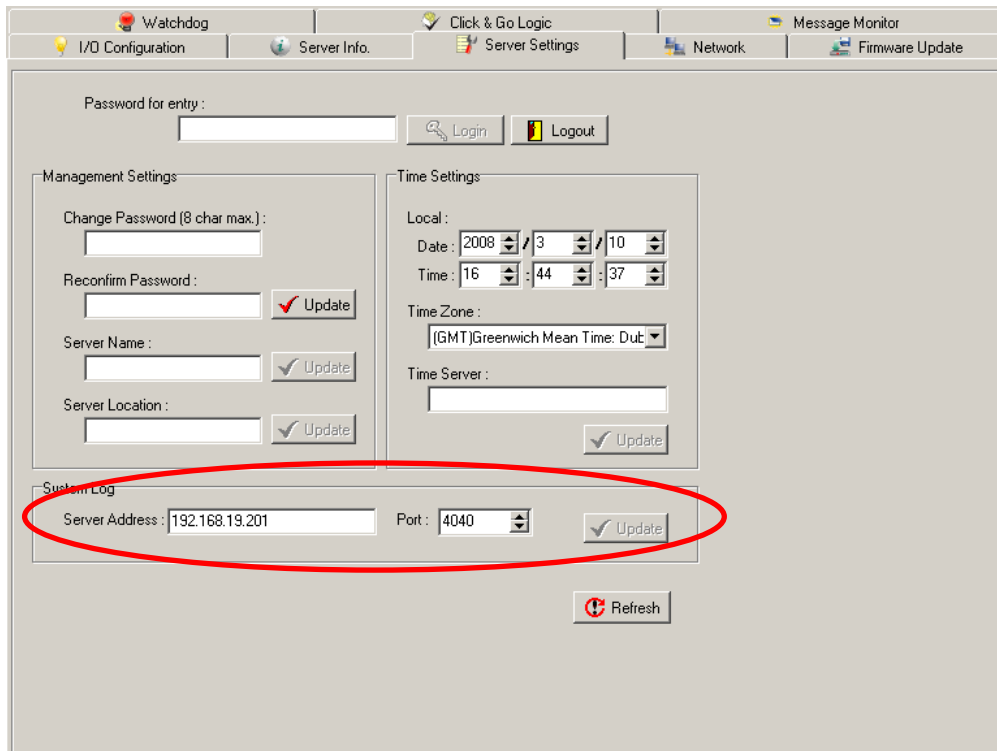 Watchdog Click & Go Logic Message Monitor
I/O Configuration Server Info. Server Settings Network Firmware Update
Password for entry :
Login Logout
Management Settings
Change Password (8 char max.) :
Reconfirm Password :
Update
Server Name :
Update
Server Location :
Update
Time Settings
Local :
Date : 2008 / 3 / 10
Time : 16 : 44 : 37
Time Zone :
(GMT)Greenwich Mean Time: Dub
Time Server :
Update
System Log
Server Address : 192.168.19.201 Port : 4040 Update
Refresh